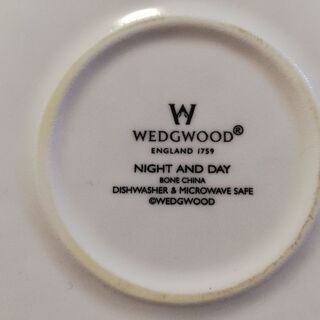 W
WEDGWOOD®
ENGLAND 1759
NIGHT AND DAY
BONE CHINA
DISHWASHER & MICROWAVE SAFE
©WEDGWOOD